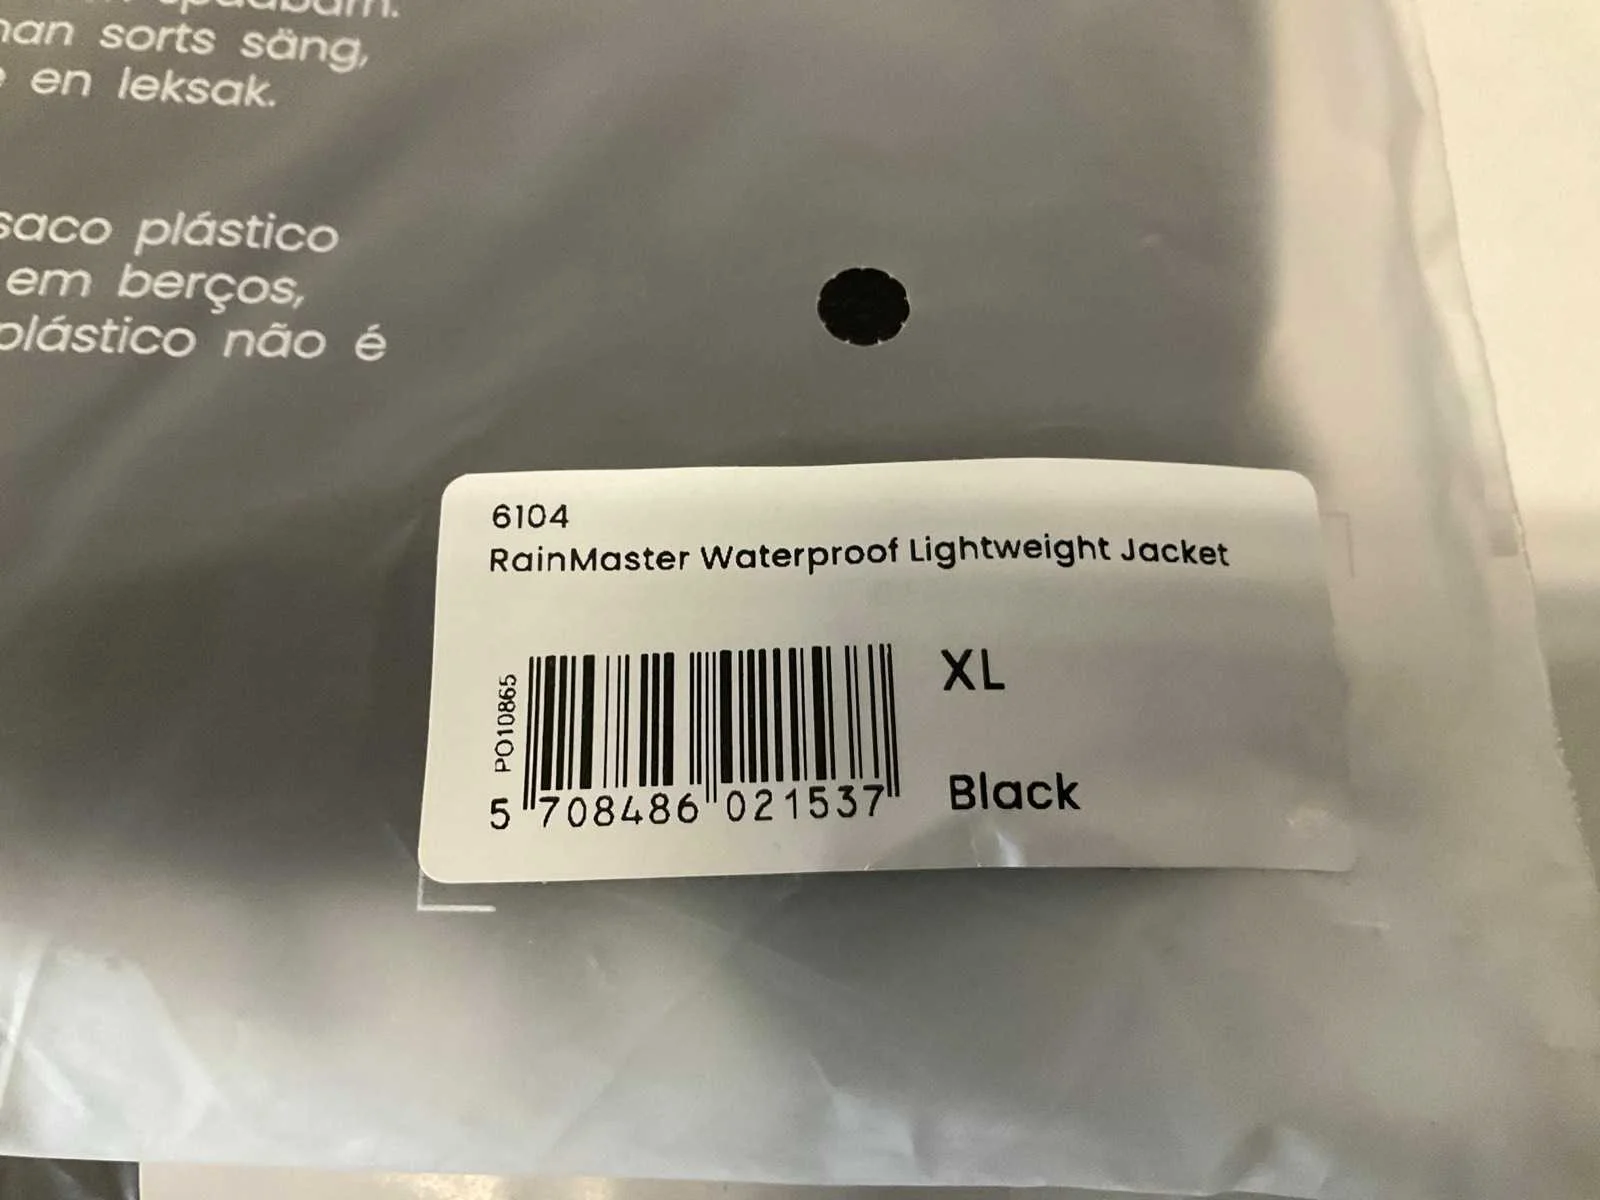 man sorts säng,
en leksak.
saco plástico
em berços,
plástico não é
6104
RainMaster Waterproof Lightweight Jacket
PO10865
XL
5 708486 021537
Black